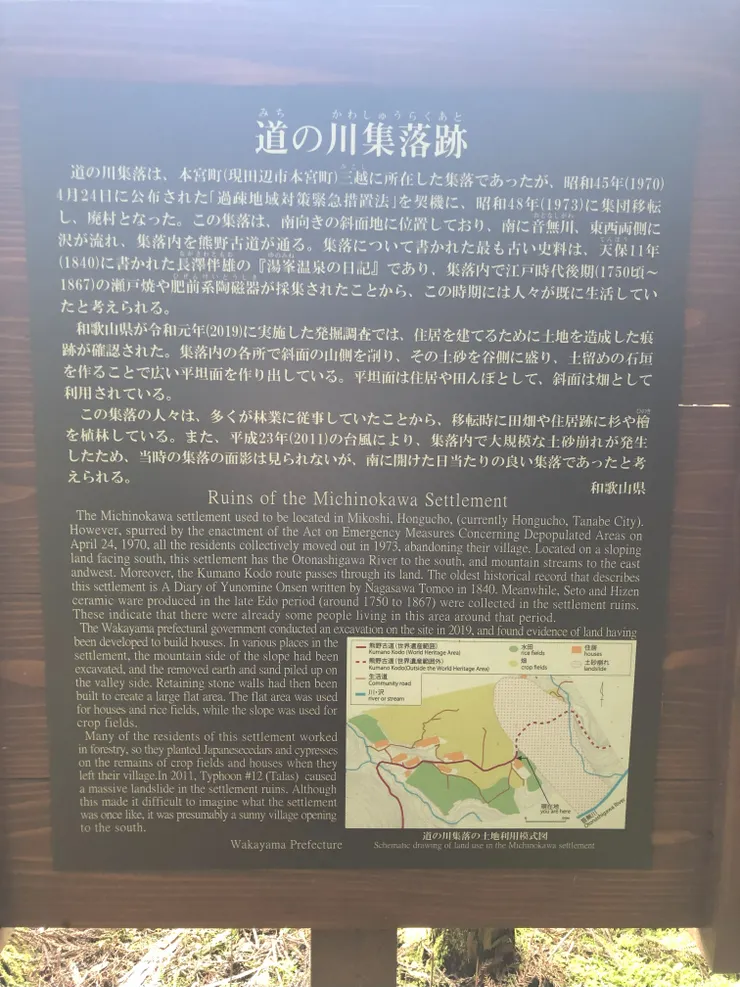 みち かわしゅうらくあと
道の川集落跡
道の川集落は、本宮町(現田辺市本宮町)三越に所在した集落であったが、昭和45年(1970)
4月24日に公布された「過疎地域対策緊急措置法」を契機に、昭和48年(1973)に集団移転
し、廃村となった。この集落は、南向きの斜面地に位置しており、南に音無川、東西両側に
沢が流れ、集落内を熊野古道が通る。集落について書かれた最も古い史料は、天保11年
(1840)に書かれた長澤伴雄の『湯峯温泉の日記』であり、集落内で江戸時代後期(1750頃~
1867)の瀬戸焼や肥前系陶磁器が採集されたことから、この時期には人々が既に生活してい
たと考えられる。
和歌山県が令和元年(2019)に実施した発掘調査では、住居を建てるために土地を造成した痕
跡が確認された。集落内の各所で斜面の山側を削り、その土砂を谷側に盛り、土留めの石垣
を作ることで広い平坦面を作り出している。平坦面は住居や田んぼとして、斜面は畑として
利用されている。
この集落の人々は、多くが林業に従事していたことから、移転時に田畑や住居跡に杉や檜
を植林している。また、平成23年(2011)の台風により、集落内で大規模な土砂崩れが発生
したため、当時の集落の面影は見られないが、南に開けた日当たりの良い集落であったと考
えられる。
和歌山県
Ruins of the Michinokawa Settlement
The Michinokawa settlement used to be located in Mikoshi, Hongucho, (currently Hongucho, Tanabe City).
However, spurred by the enactment of the Act on Emergency Measures Concerning Depopulated Areas on
April 24, 1970, all the residents collectively moved out in 1973, abandoning their village. Located on a sloping
land facing south, this settlement has the Otonashigawa River to the south, and mountain streams to the east
andwest. Moreover, the Kumano Kodo route passes through its land. The oldest historical record that describes
this settlement is A Diary of Yunomine Onsen written by Nagasawa Tomoo in 1840. Meanwhile, Seto and Hizen
ceramic ware produced in the late Edo period (around 1750 to 1867) were collected in the settlement ruins.
These indicate that there were already some people living in this area around that period.
The Wakayama prefectural government conducted an excavation on the site in 2019, and found evidence of land having
been developed to build houses. In various places in the
settlement, the mountain side of the slope had been
excavated, and the removed earth and sand piled up on
the valley side. Retaining stone walls had then been
built to create a large flat area. The flat area was used
for houses and rice fields, while the slope was used for
crop fields.
Many of the residents of this settlement worked
in forestry, so they planted Japanesecedars and cypresses
on the remains of crop fields and houses when they
left their village.In 2011, Typhoon #12 (Talas) caused
a massive landslide in the settlement ruins. Although
this made it difficult to imagine what the settlement
was once like, it was presumably a sunny village opening
to the south.
Wakayama Prefecture
熊野古道(世界遺産範囲)
Kumano Kodo (World Heritage Area)
熊野古道(世界遺産範囲外)
Kumano Kodo(Outside the World Heritage Area)
生活道
Community road
川・沢
river or stream
水田
rice fields
畑
crop fields
住居
houses
土砂崩れ
landslide
現在地
you are here
音無川
Otonashigawa River
道の川集落の土地利用模式図
Schematic drawing of land use in the Michinokawa settlement